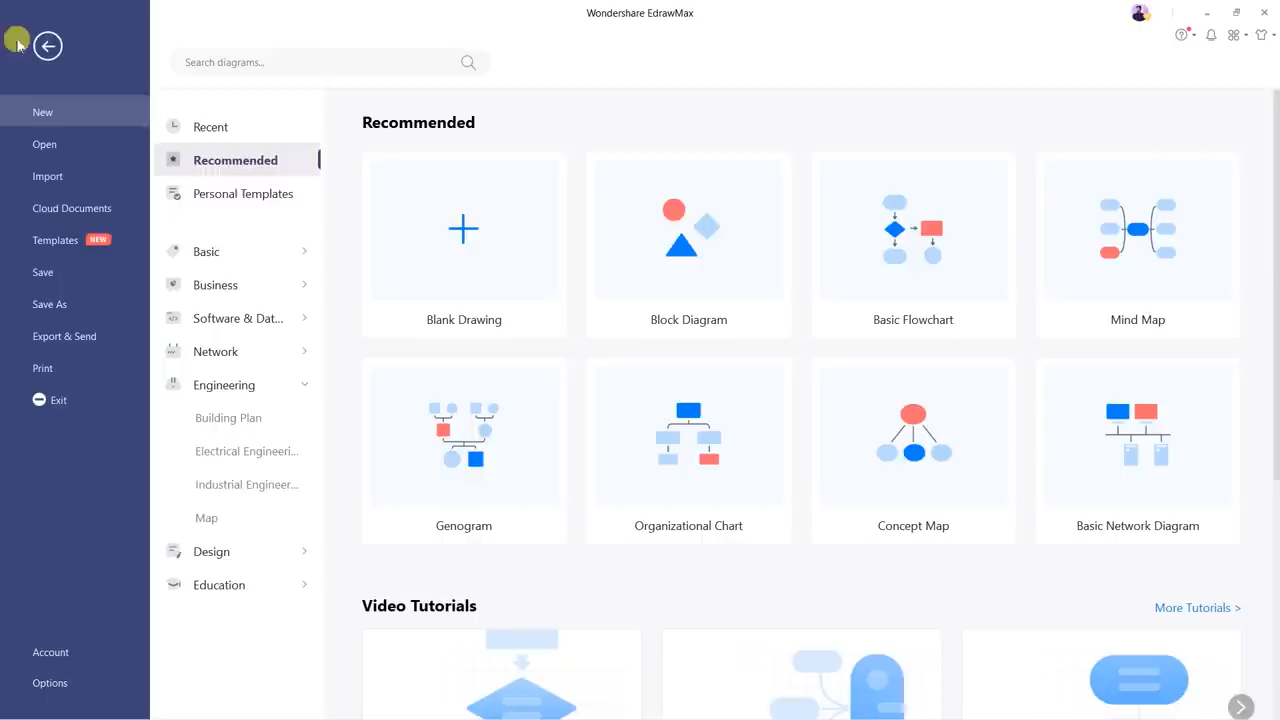 Wondershare EdrawMax
Search diagrams...
New
Open
Import
Cloud Documents
Templates NEW
Save
Save As
Export & Send
Print
Exit
Account
Options
Recent
Recommended
Personal Templates
Basic
Business
Software & Dat...
Network
Engineering
Building Plan
Electrical Engineeri...
Industrial Engineer...
Map
Design
Education
Recommended
Blank Drawing
Block Diagram
Basic Flowchart
Mind Map
Genogram
Organizational Chart
Concept Map
Basic Network Diagram
Video Tutorials
More Tutorials >